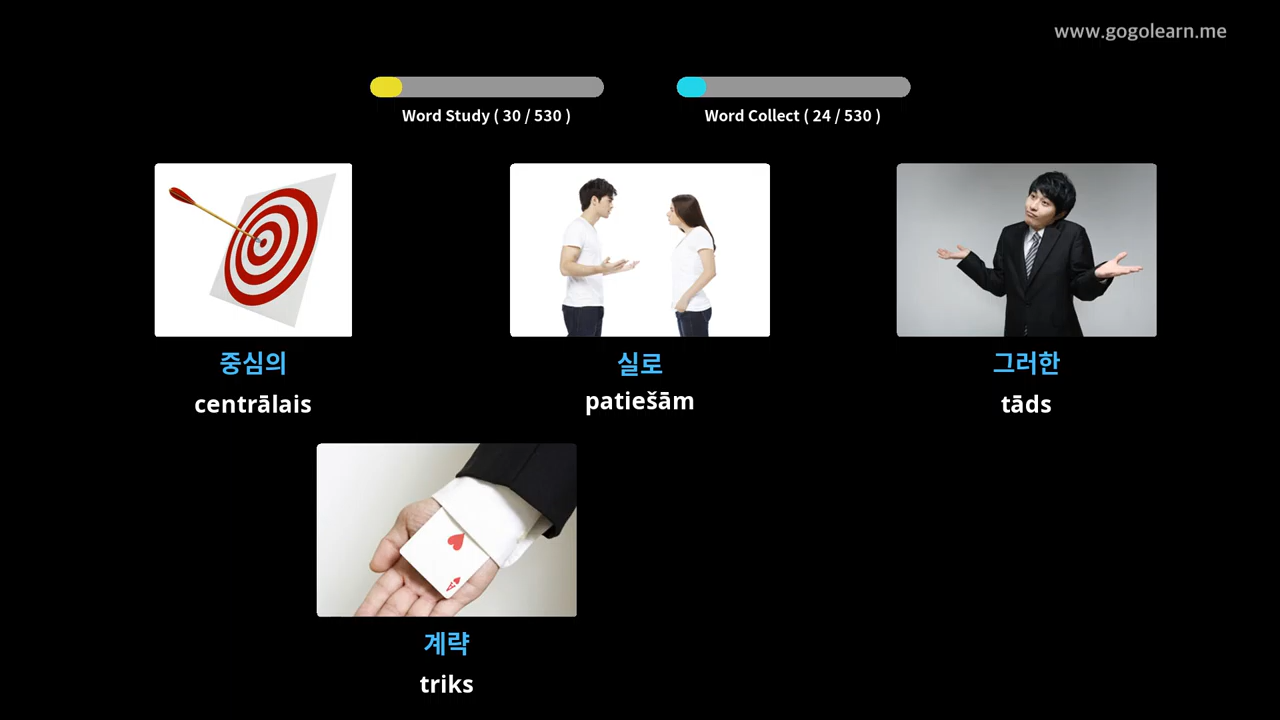 www.gogolearn.me
Word Study ( 30 / 530 )
Word Collect ( 24 / 530 )
중심의
centrālais
실로
patiešām
그러한
tāds
A
계략
triks